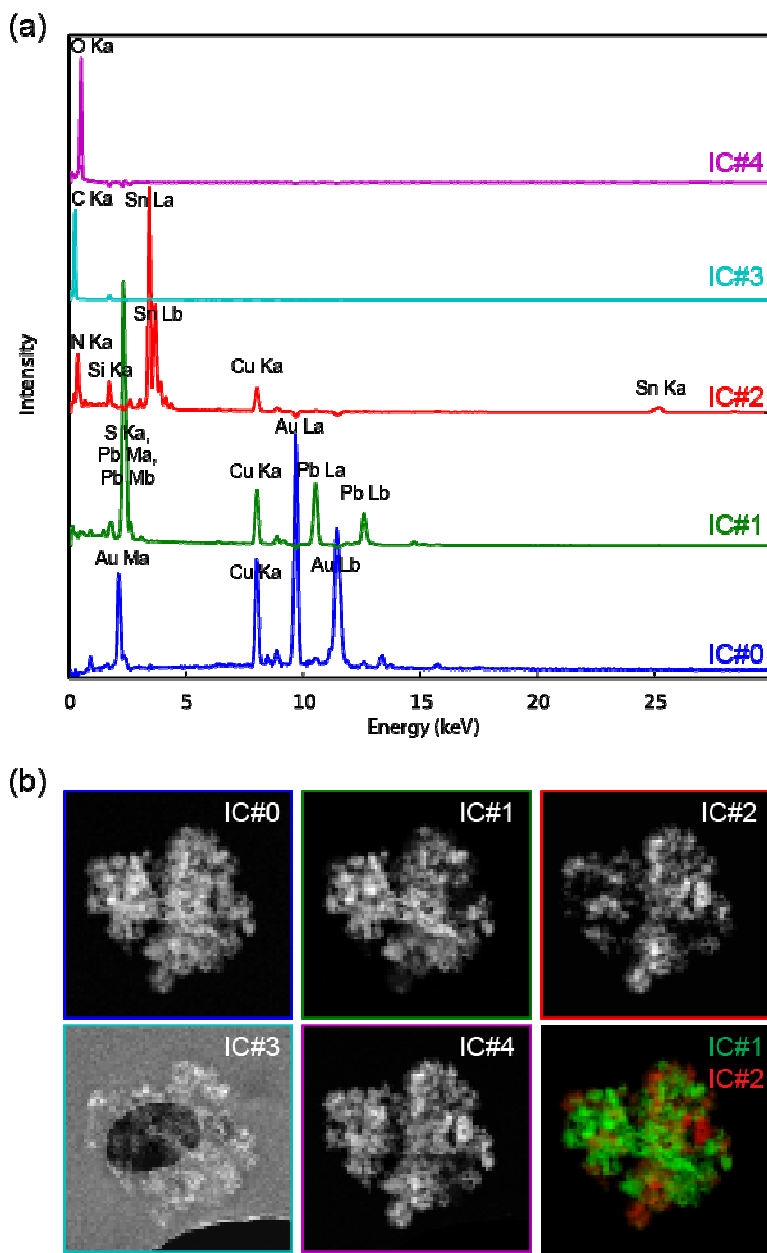 (a)
O Ka
IC#4
C Ka
Sn La
IC#3
Sn Lb
N Ka
Si Ka
Cu Ka
Sn Ka
IC#2
Au La
S Ka,
Pb Ma,
Pb Mb
Cu Ka
Pb La
Pb Lb
IC#1
Au Ma
Cu Ka
Au Lb
IC#0
Intensity
0 5 10 15 20 25
Energy (keV)
(b)
IC#0
IC#1
IC#2
IC#3
IC#4
IC#1
IC#2